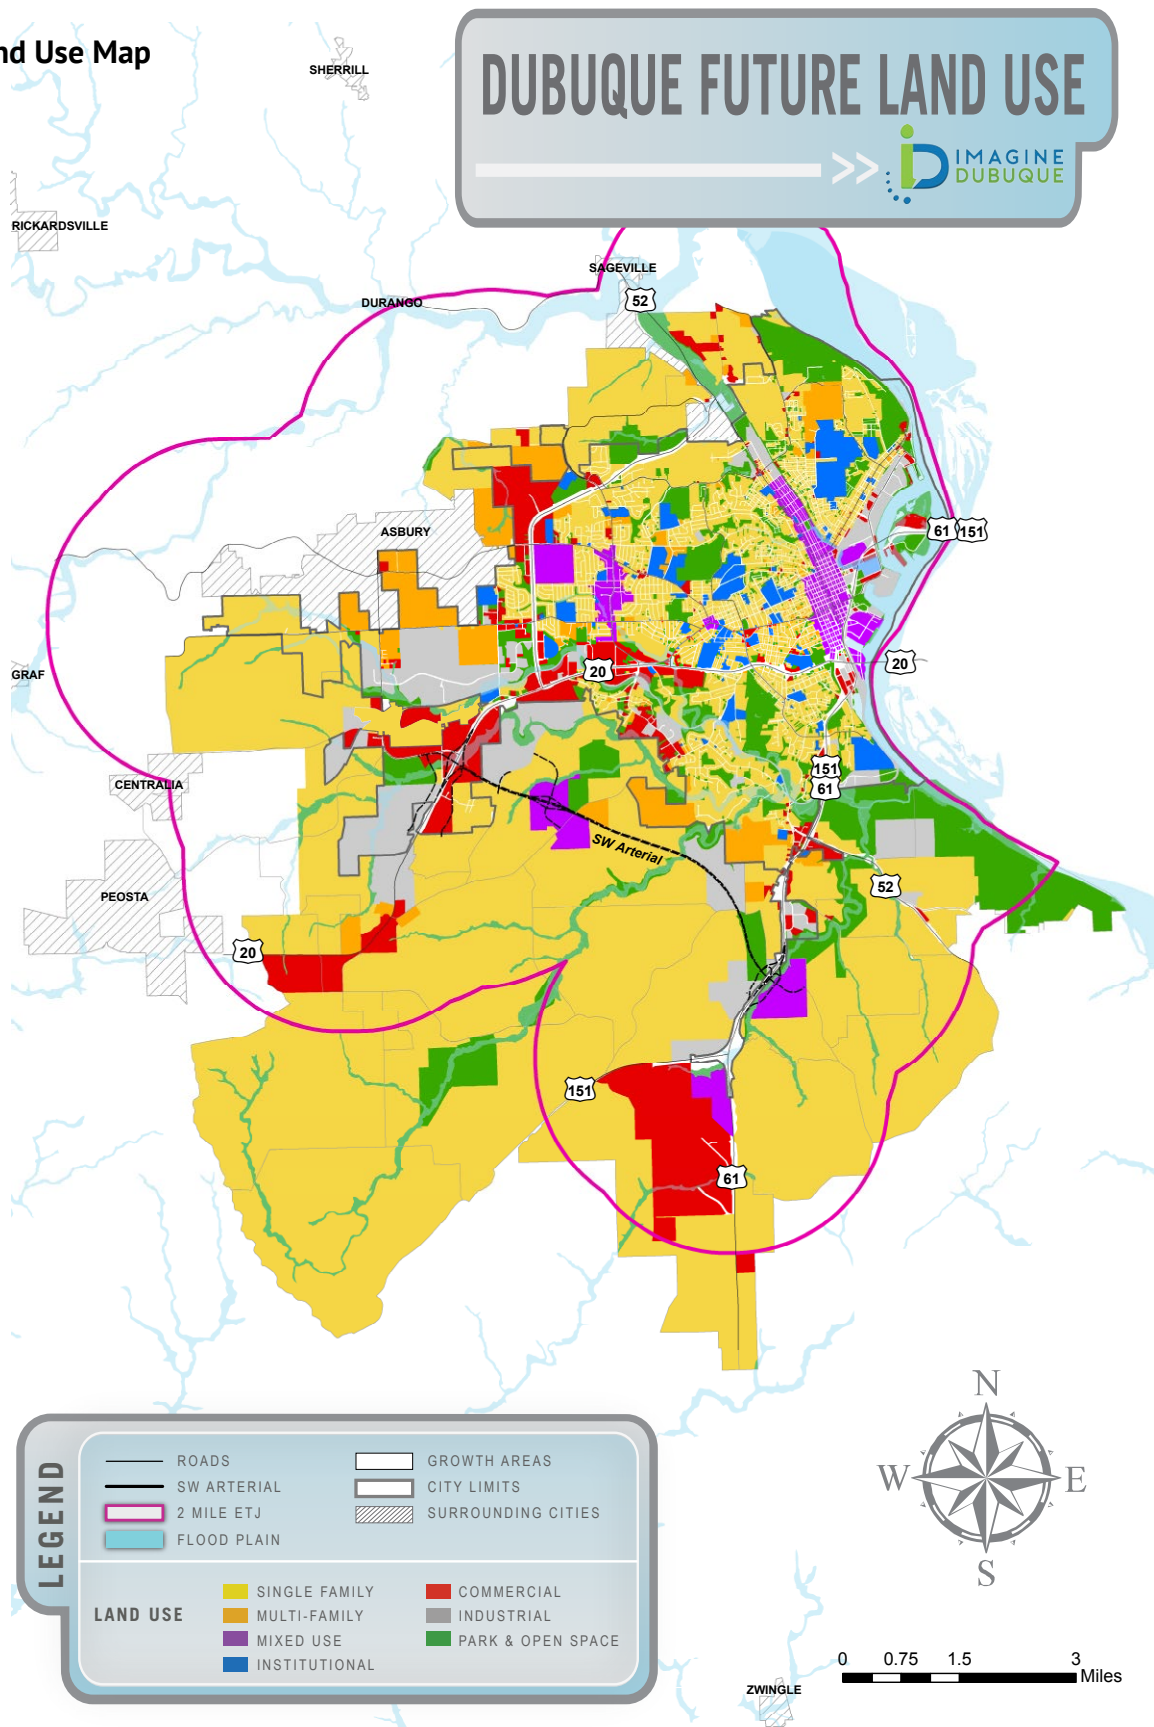 nd Use Map
DUBUQUE FUTURE LAND USE
IMAGINE
DUBUQUE
SHERRILL
RICKARDSVILLE
SAGEVILLE
52
DURANGO
ASBURY
61 151
20
20
GRAF
CENTRALIA
151
61
SW Arterial
PEOSTA
52
20
151
61
LEGEND
ROADS
SW ARTERIAL
2 MILE ETJ
FLOOD PLAIN
GROWTH AREAS
CITY LIMITS
SURROUNDING CITIES
LAND USE
SINGLE FAMILY
MULTI-FAMILY
MIXED USE
INSTITUTIONAL
COMMERCIAL
INDUSTRIAL
PARK & OPEN SPACE
N
W E
S
0 0.75 1.5 3
Miles
ZWINGLE